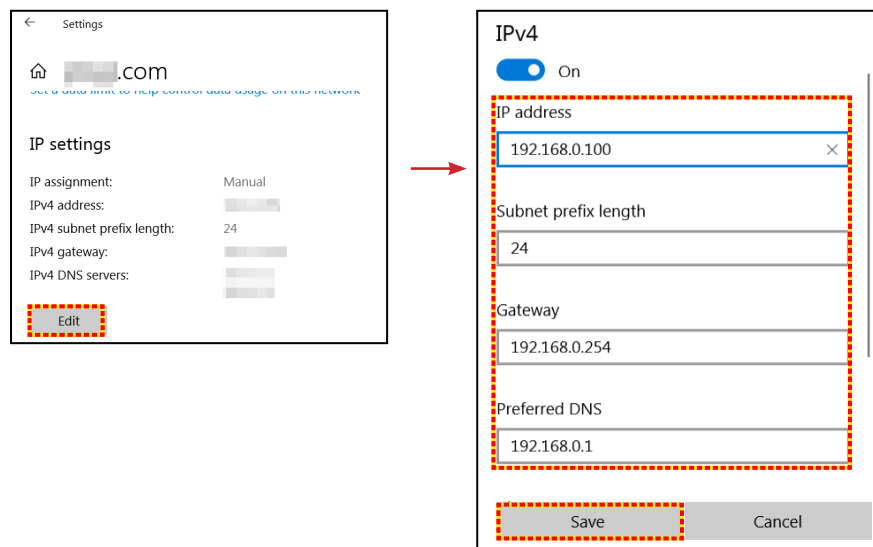 Settings
.com
Set a data limit to help control data usage on this network
IP settings
IP assignment: Manual
IPv4 address:
IPv4 subnet prefix length: 24
IPv4 gateway:
IPv4 DNS servers:
Edit
IPv4
On
IP address
192.168.0.100
Subnet prefix length
24
Gateway
192.168.0.254
Preferred DNS
192.168.0.1
Save Cancel